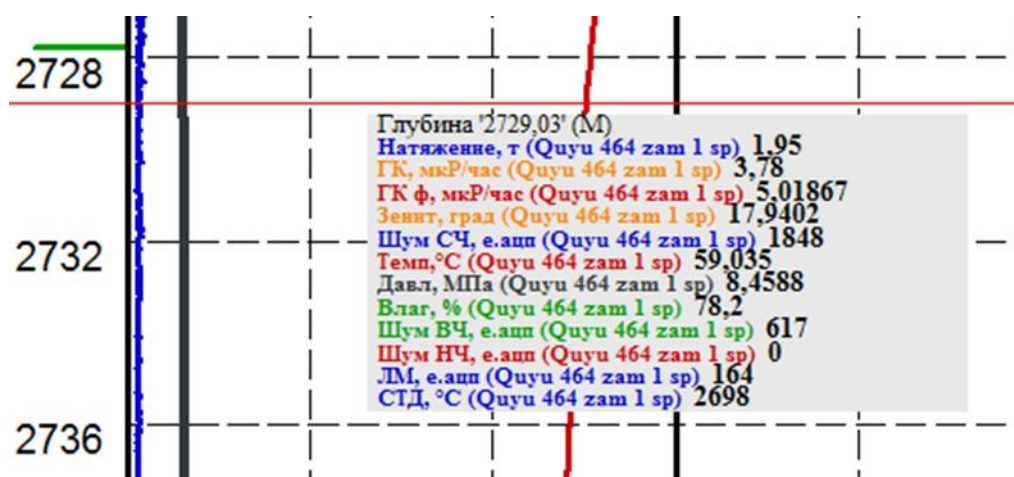 2728
Глубина '2729,03' (М)
Натяжение, т (Quyu 464 zam 1 sp) 1,95
ГК, мкР/час (Quyu 464 zam 1 sp) 3,78
ГК ф, мкР/час (Quyu 464 zam 1 sp) 5,01867
Зенит, град (Quyu 464 zam 1 sp) 17,9402
2732
Шум СЧ, е.ацп (Quyu 464 zam 1 sp) 1848
Темп,°С (Quyu 464 zam 1 sp) 59,035
Давл, МПа (Quyu 464 zam 1 sp) 8,4588
Влаг, % (Quyu 464 zam 1 sp) 78,2
Шум ВЧ, е.ацп (Quyu 464 zam 1 sp) 617
Шум НЧ, е.ацп (Quyu 464 zam 1 sp) 0
ЛМ, е.ацп (Quyu 464 zam 1 sp) 164
СТД, °С (Quyu 464 zam 1 sp) 2698
2736